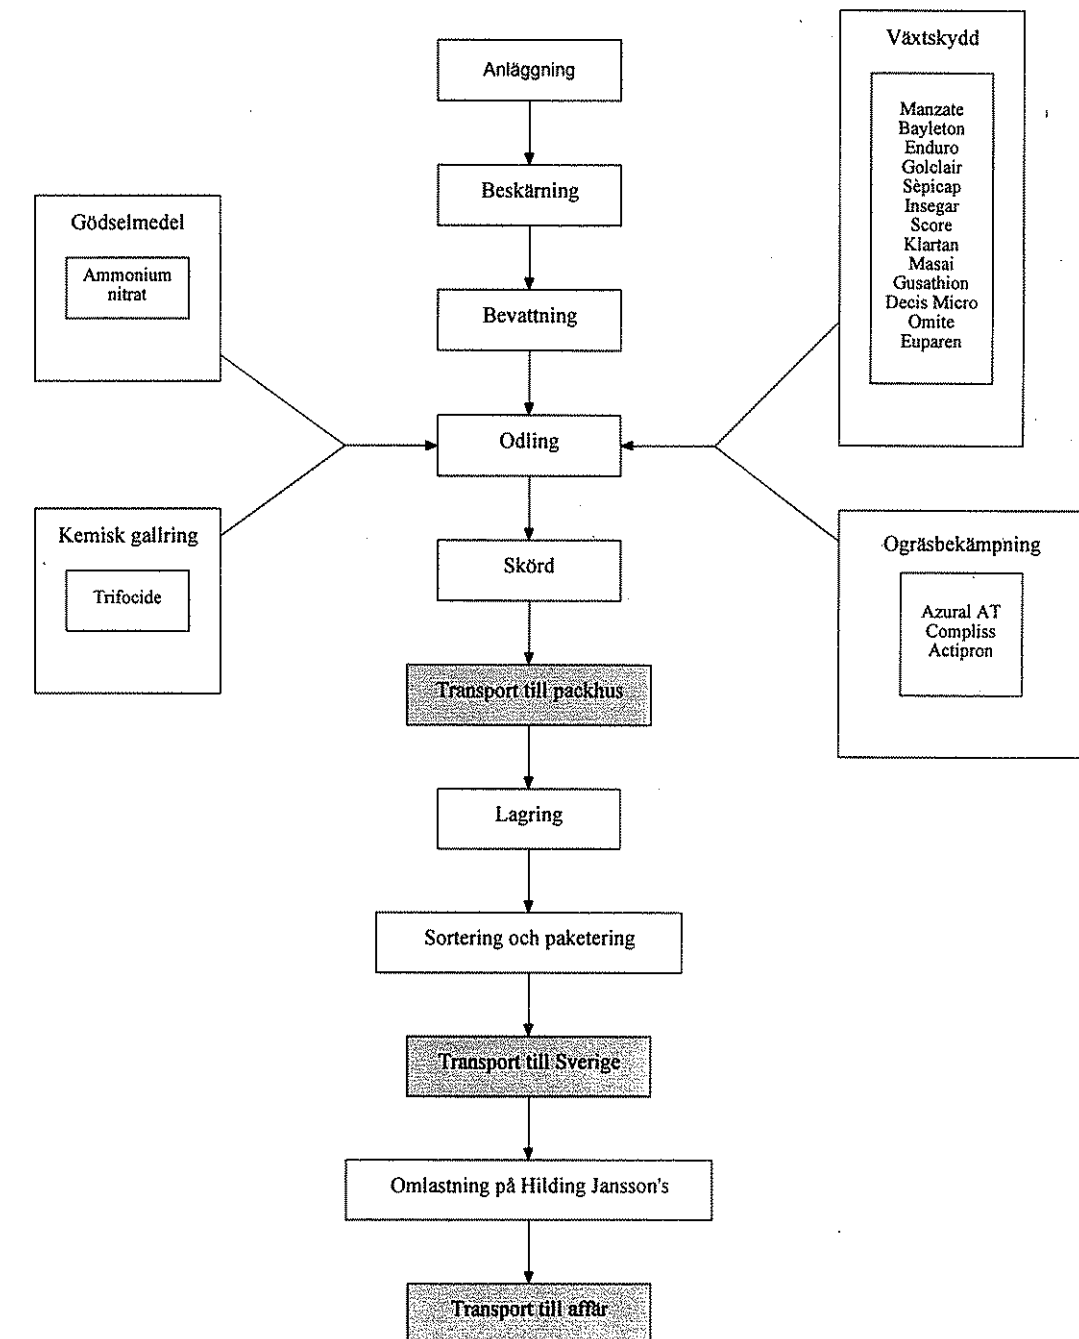 Anläggning
Beskärning
Bevattning
Odling
Skörd
Transport till packhus
Lagring
Sortering och paketering
Transport till Sverige
Omlastning på Hilding Jansson's
Transport till affär
Gödselmedel
Ammonium
nitrat
Kemisk gallring
Trifocide
Växtskydd
Manzate
Bayleton
Enduro
Golclair
Sèpicap
Insegar
Score
Klartan
Masai
Gusathion
Decis Micro
Omite
Euparen
Ogräsbekämpning
Azural AT
Compliss
Actipron